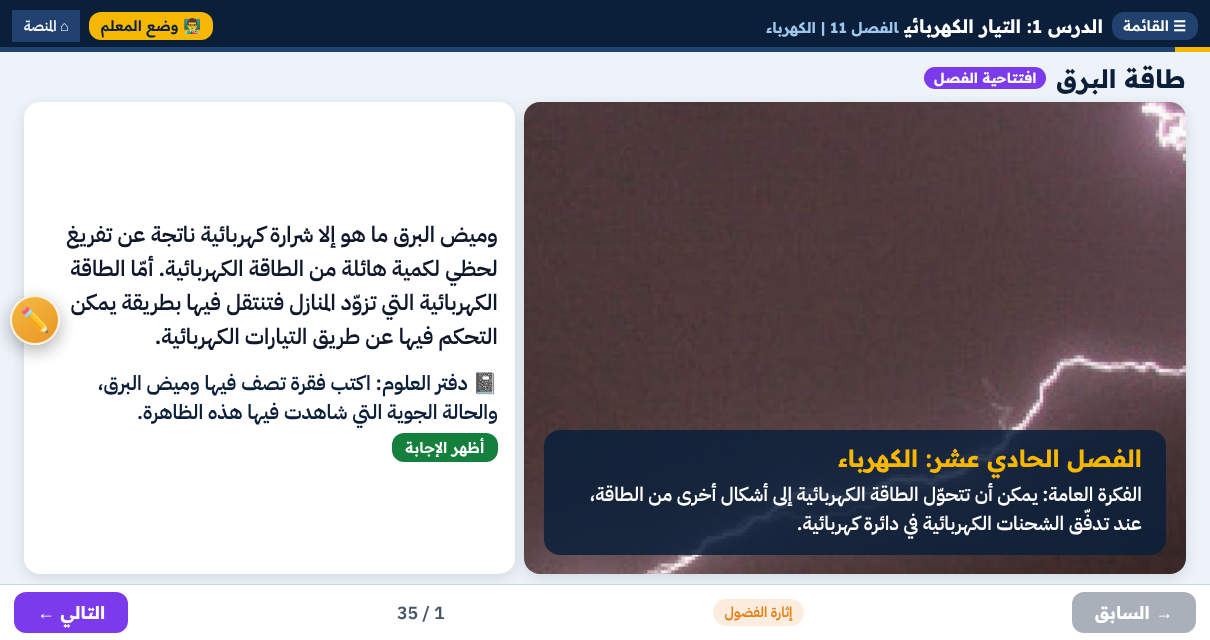 ☰ القائمة
الدرس 1: التيار الكهربائي
الفصل 11 | الكهرباء
👨‍🏫 وضع المعلم
⌂ المنصة
طاقة البرق
افتتاحية الفصل
الفصل الحادي عشر: الكهرباء
الفكرة العامة: يمكن أن تتحوّل الطاقة الكهربائية إلى أشكال أخرى من الطاقة،
عند تدفّق الشحنات الكهربائية في دائرة كهربائية.
وميض البرق ما هو إلا شرارة كهربائية ناتجة عن تفريغ
لحظي لكمية هائلة من الطاقة الكهربائية. أمّا الطاقة
الكهربائية التي تزوّد المنازل فتنتقل فيها بطريقة يمكن
التحكم فيها عن طريق التيارات الكهربائية.
📓 دفتر العلوم: اكتب فقرة تصف فيها وميض البرق،
والحالة الجوية التي شاهدت فيها هذه الظاهرة.
أظهر الإجابة
→ السابق
إثارة الفضول
1 / 35
التالي ←